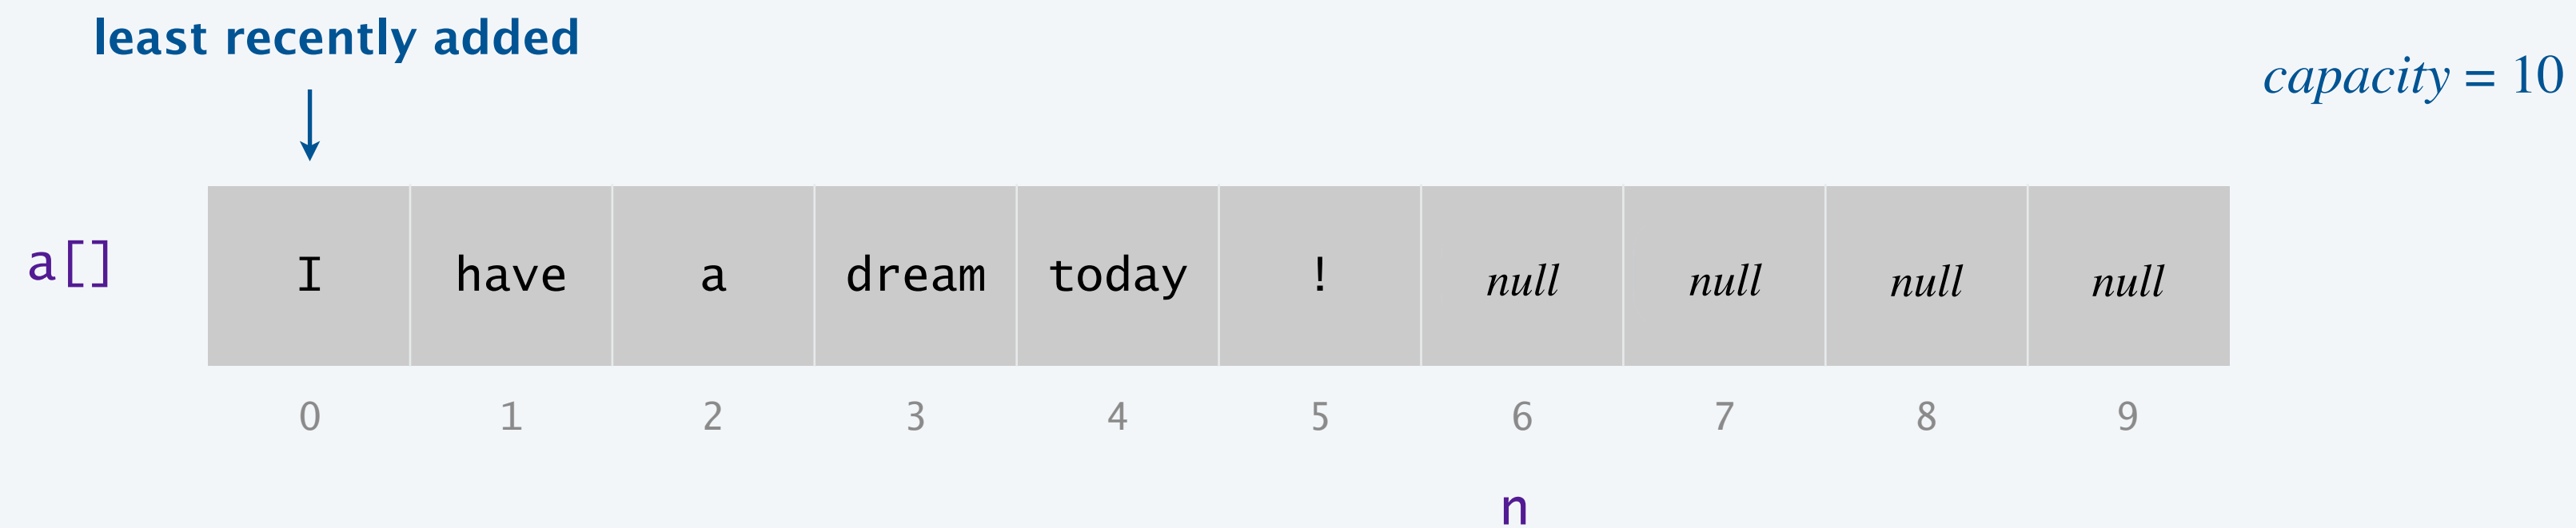 least recently added
capacity = 10
a[] I have a dream today ! null null null null
0 1 2 3 4 5 6 7 8 9
n